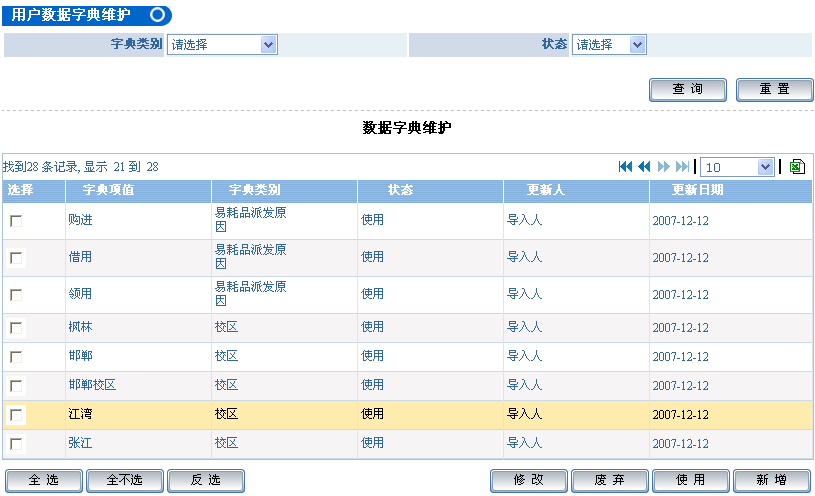 用户数据字典维护
字典类别 请选择 状态 请选择
查 询 重 置
数据字典维护
找到28 条记录, 显示 21 到 28 10
选择 字典项值 字典类别 状态 更新人 更新日期
购进 易耗品派发原因 使用 导入人 2007-12-12
借用 易耗品派发原因 使用 导入人 2007-12-12
领用 易耗品派发原因 使用 导入人 2007-12-12
枫林 校区 使用 导入人 2007-12-12
邯郸 校区 使用 导入人 2007-12-12
邯郸校区 校区 使用 导入人 2007-12-12
江湾 校区 使用 导入人 2007-12-12
张江 校区 使用 导入人 2007-12-12
全 选 全不选 反 选 修 改 废 弃 使 用 新 增